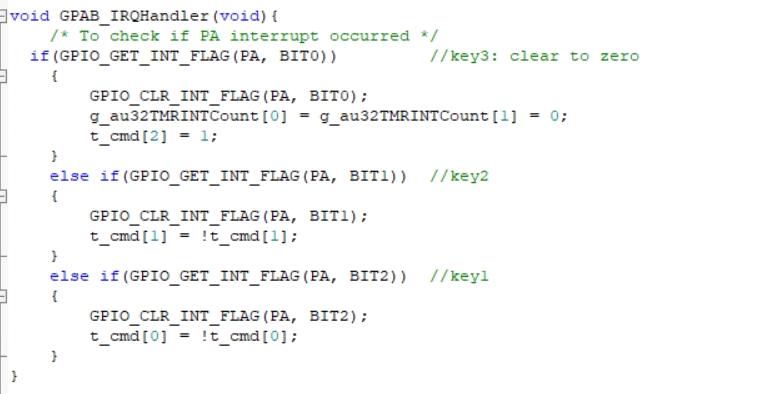 void GPAB_IRQHandler(void){
/* To check if PA interrupt occurred */
if(GPIO_GET_INT_FLAG(PA, BIT0)) //key3: clear to zero
{
GPIO_CLR_INT_FLAG(PA, BIT0);
g_au32TMRINTCount[0] = g_au32TMRINTCount[1] = 0;
t_cmd[2] = 1;
}
else if(GPIO_GET_INT_FLAG(PA, BIT1)) //key2
{
GPIO_CLR_INT_FLAG(PA, BIT1);
t_cmd[1] = !t_cmd[1];
}
else if(GPIO_GET_INT_FLAG(PA, BIT2)) //key1
{
GPIO_CLR_INT_FLAG(PA, BIT2);
t_cmd[0] = !t_cmd[0];
}
}